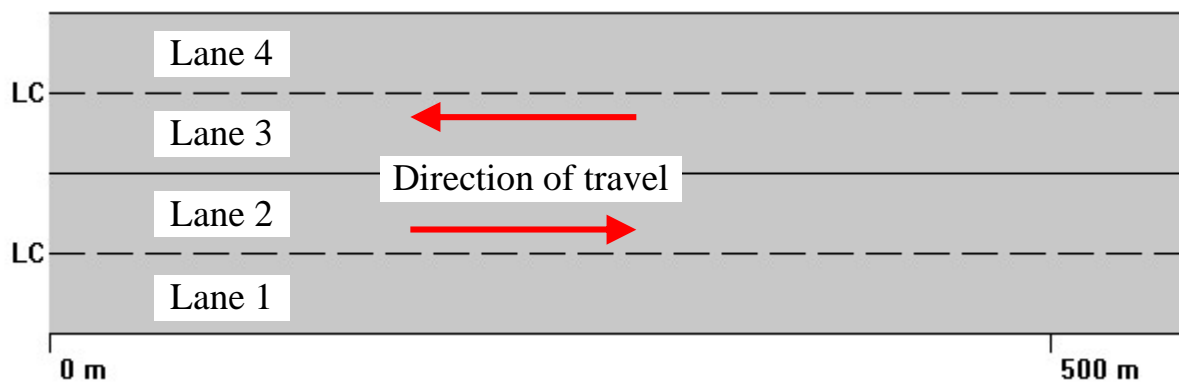 Lane 4
LC
Lane 3
Direction of travel
Lane 2
LC
Lane 1
0 m
500 m